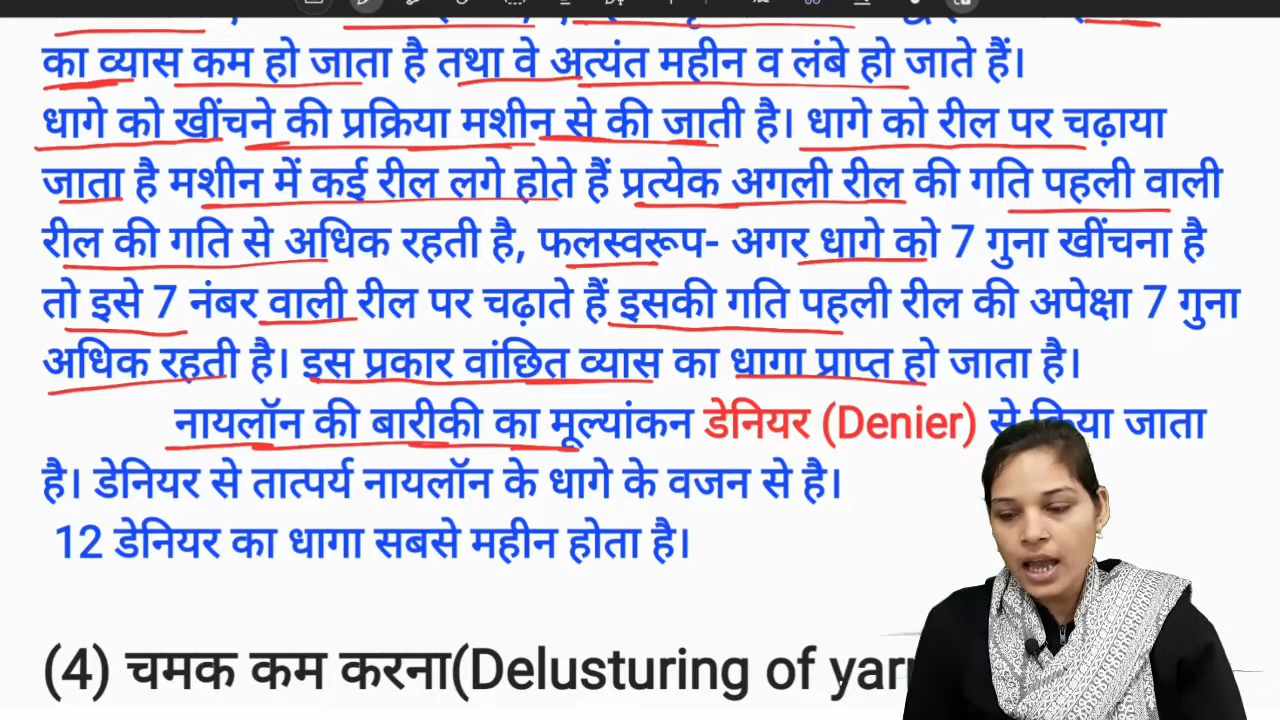 का व्यास कम हो जाता है तथा वे अत्यंत महीन व लंबे हो जाते हैं।
धागे को खींचने की प्रक्रिया मशीन से की जाती है। धागे को रील पर चढ़ाया
जाता है मशीन में कई रील लगे होते हैं प्रत्येक अगली रील की गति पहली वाली
रील की गति से अधिक रहती है, फलस्वरूप- अगर धागे को 7 गुना खींचना है
तो इसे 7 नंबर वाली रील पर चढ़ाते हैं इसकी गति पहली रील की अपेक्षा 7 गुना
अधिक रहती है। इस प्रकार वांछित व्यास का धागा प्राप्त हो जाता है।
नायलॉन की बारीकी का मूल्यांकन डेनियर (Denier) से किया जाता
है। डेनियर से तात्पर्य नायलॉन के धागे के वजन से है।
12 डेनियर का धागा सबसे महीन होता है।
(4) चमक कम करना(Delusturing of